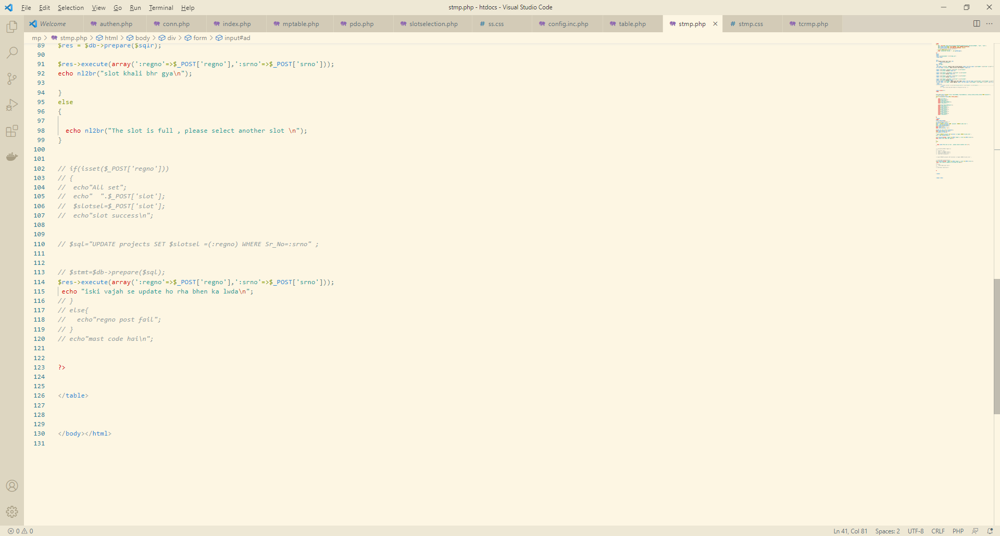 File Edit Selection View Go Run Terminal Help
stmp.php - htdocs - Visual Studio Code
Welcome authen.php conn.php index.php mptable.php pdo.php slotselection.php ss.css config.inc.php table.php stmp.php stmp.css tcrmp.php
mp > stmp.php > html > body > div > form > input#ad
89 $res = $db->prepare($sqlr);
90
91 $res->execute(array(':regno'=>$_POST['regno'],':srno'=>$_POST['srno']));
92 echo nl2br("slot khali bhr gya\n");
93
94 }
95 else
96 {
97
98 echo nl2br("The slot is full , please select another slot \n");
99 }
100
101
102 // if(isset($_POST['regno']))
103 // {
104 //  echo"All set";
105 //  echo"  ".$_POST['slot'];
106 //  $slotsel=$_POST['slot'];
107 //  echo"slot success\n";
108
109
110 // $sql="UPDATE projects SET $slotsel =(:regno) WHERE Sr_No=:srno" ;
111
112
113 // $stmt=$db->prepare($sql);
114 $res->execute(array(':regno'=>$_POST['regno'],':srno'=>$_POST['srno']));
115 echo "iski vajah se update ho rha bhen ka lwda\n";
116 // }
117 // else{
118 //   echo"regno post fail";
119 // }
120 // echo"mast code hai\n";
121
122
123 ?>
124
125
126 </table>
127
128
129
130 </body></html>
131
0 0
Ln 41, Col 81 Spaces: 2 UTF-8 CRLF PHP